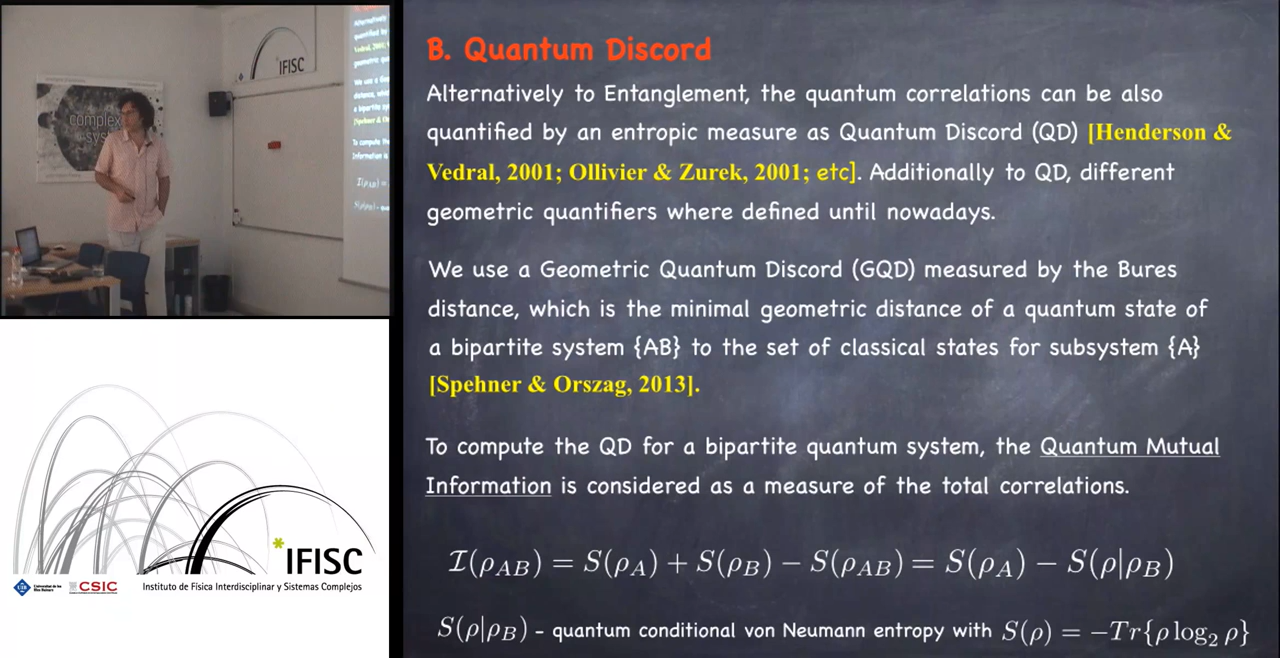 B. Quantum Discord
Alternatively to Entanglement, the quantum correlations can be also
quantified by an entropic measure as Quantum Discord (QD) [Henderson &
Vedral, 2001; Ollivier & Zurek, 2001; etc]. Additionally to QD, different
geometric quantifiers where defined until nowadays.
We use a Geometric Quantum Discord (GQD) measured by the Bures
distance, which is the minimal geometric distance of a quantum state of
a bipartite system {AB} to the set of classical states for subsystem {A}
[Spehner & Orszag, 2013].
To compute the QD for a bipartite quantum system, the Quantum Mutual
Information is considered as a measure of the total correlations.
I(ρ_AB) = S(ρ_A) + S(ρ_B) − S(ρ_AB) = S(ρ_A) − S(ρ|ρ_B)
S(ρ|ρ_B) - quantum conditional von Neumann entropy with S(ρ) = −Tr{ρ log₂ ρ}
IFISC
complex
*IFISC
CSIC
Instituto de Física Interdisciplinar y Sistemas Complejos